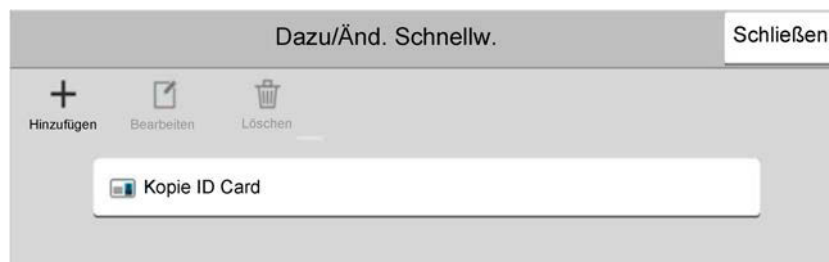 Dazu/Änd. Schnellw.
Schließen
Hinzufügen
Bearbeiten
Löschen
Kopie ID Card